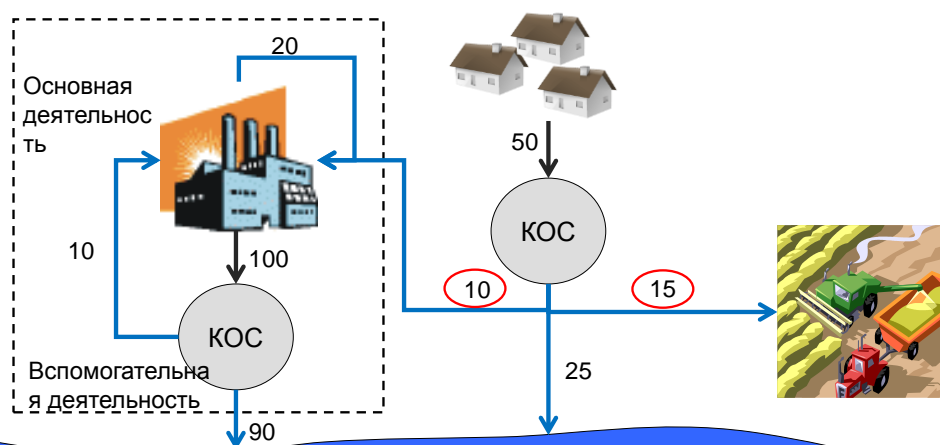 20
Основная
деятельнос
ть
50
КОС
10
100
10
15
КОС
25
Вспомогательна
я деятельность
90